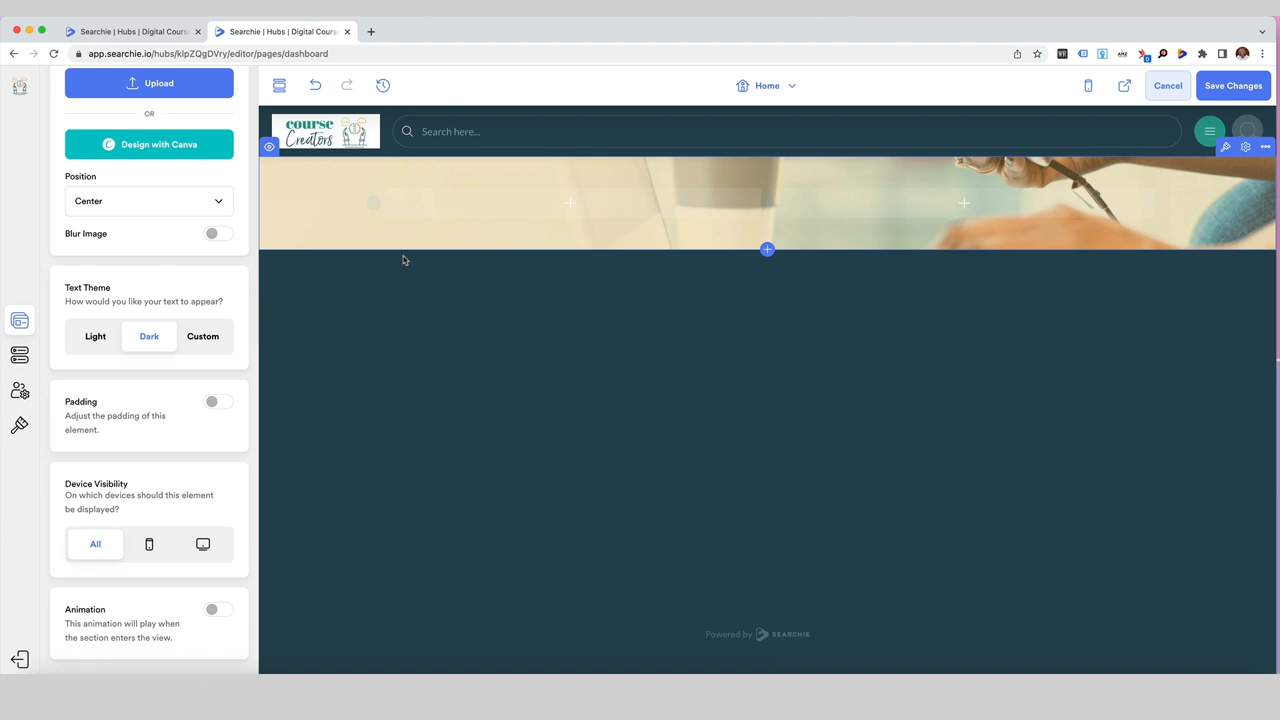 Searchie | Hubs | Digital Cours
Searchie | Hubs | Digital Cours
app.searchie.io/hubs/klpZQgDVry/editor/pages/dashboard
Upload
Home
Cancel
Save Changes
OR
course
Creators
Search here...
Design with Canva
Position
Center
Blur Image
Text Theme
How would you like your text to appear?
Light
Dark
Custom
Padding
Adjust the padding of this
element.
Device Visibility
On which devices should this element
be displayed?
All
Animation
This animation will play when
the section enters the view.
Powered by SEARCHIE